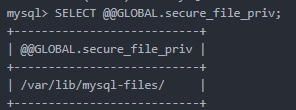 mysql> SELECT @@GLOBAL.secure_file_priv;
+---------------------------+
| @@GLOBAL.secure_file_priv |
+---------------------------+
| /var/lib/mysql-files/     |
+---------------------------+